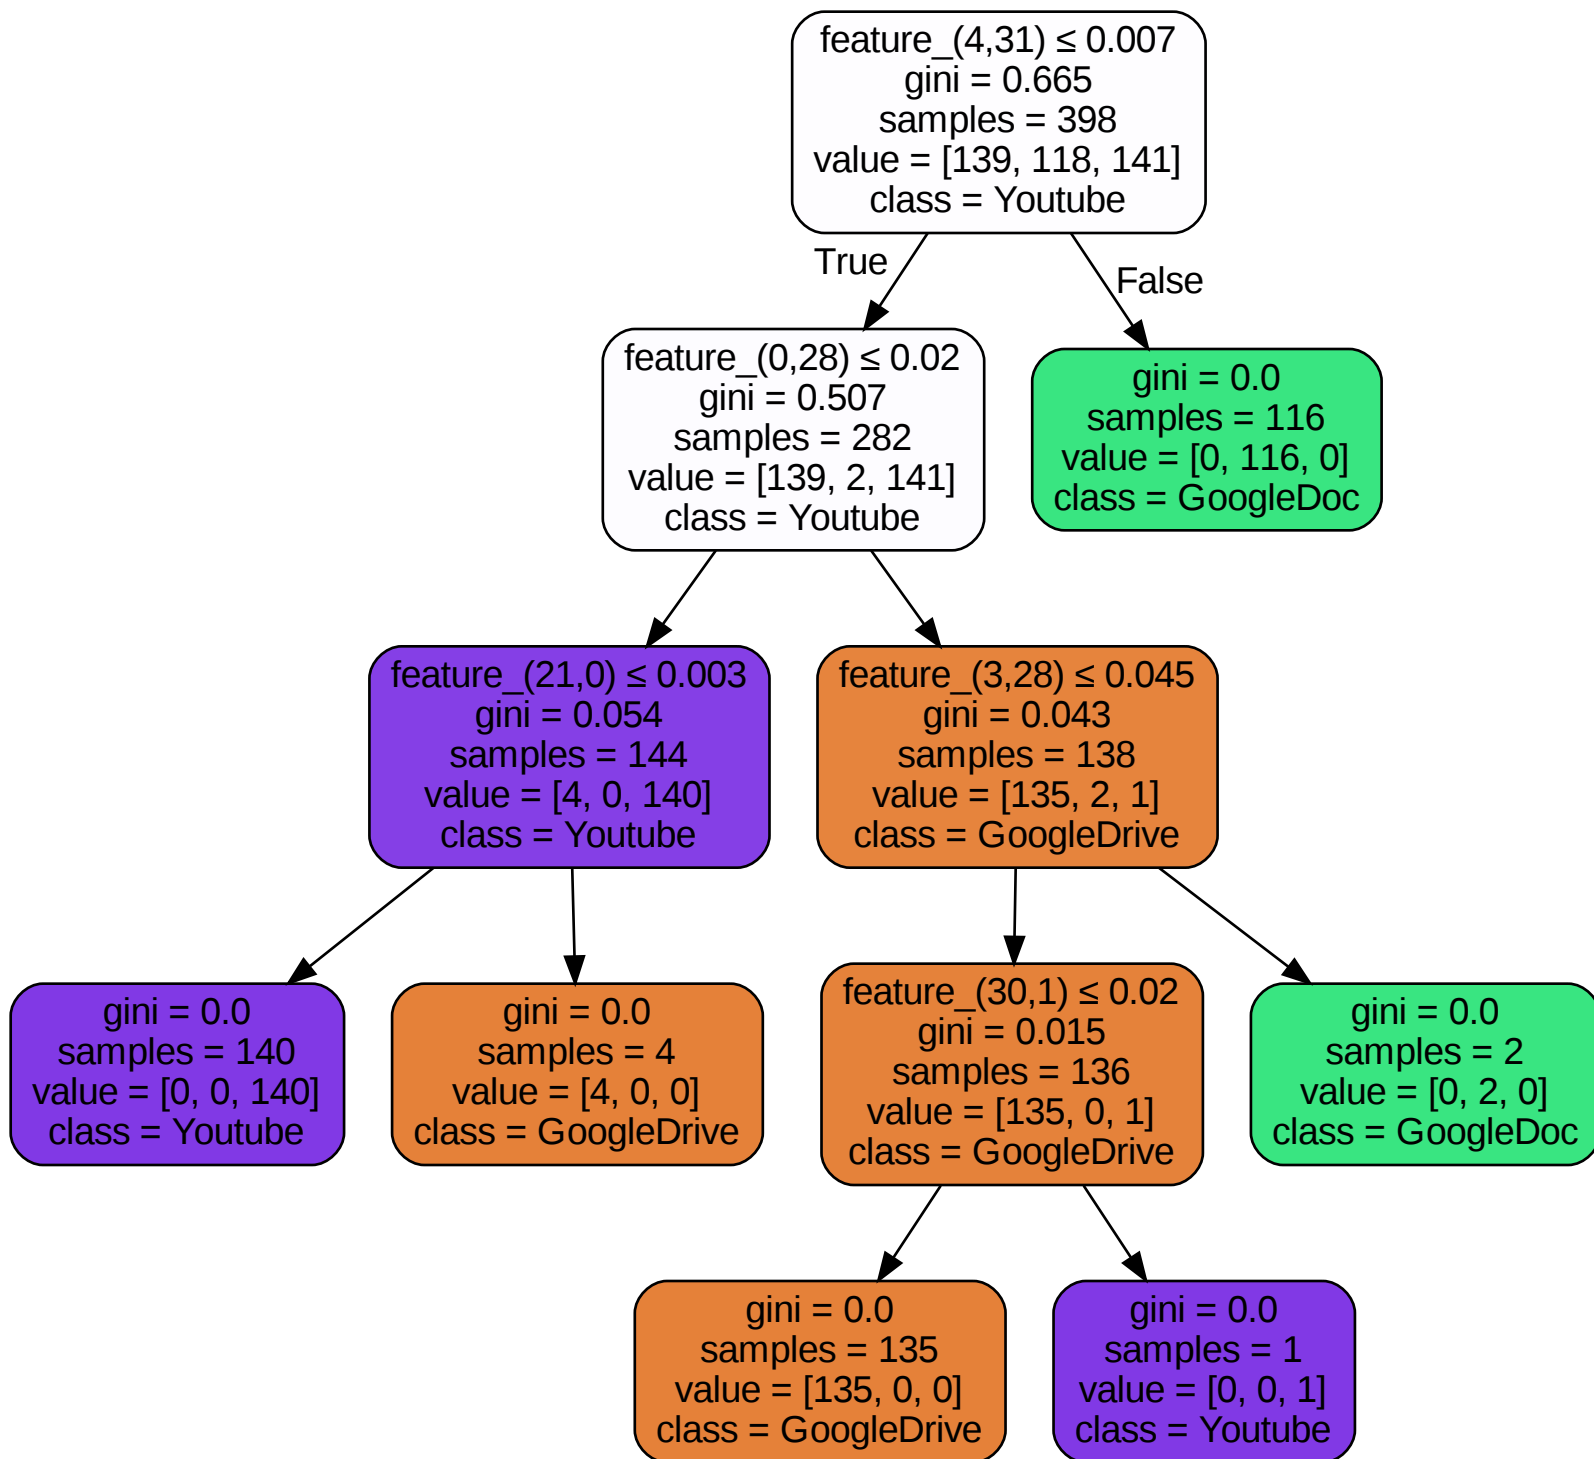 feature_(4,31) ≤ 0.007
gini = 0.665
samples = 398
value = [139, 118, 141]
class = Youtube
True
False
feature_(0,28) ≤ 0.02
gini = 0.507
samples = 282
value = [139, 2, 141]
class = Youtube
gini = 0.0
samples = 116
value = [0, 116, 0]
class = GoogleDoc
feature_(21,0) ≤ 0.003
gini = 0.054
samples = 144
value = [4, 0, 140]
class = Youtube
feature_(3,28) ≤ 0.045
gini = 0.043
samples = 138
value = [135, 2, 1]
class = GoogleDrive
gini = 0.0
samples = 140
value = [0, 0, 140]
class = Youtube
gini = 0.0
samples = 4
value = [4, 0, 0]
class = GoogleDrive
feature_(30,1) ≤ 0.02
gini = 0.015
samples = 136
value = [135, 0, 1]
class = GoogleDrive
gini = 0.0
samples = 2
value = [0, 2, 0]
class = GoogleDoc
gini = 0.0
samples = 135
value = [135, 0, 0]
class = GoogleDrive
gini = 0.0
samples = 1
value = [0, 0, 1]
class = Youtube